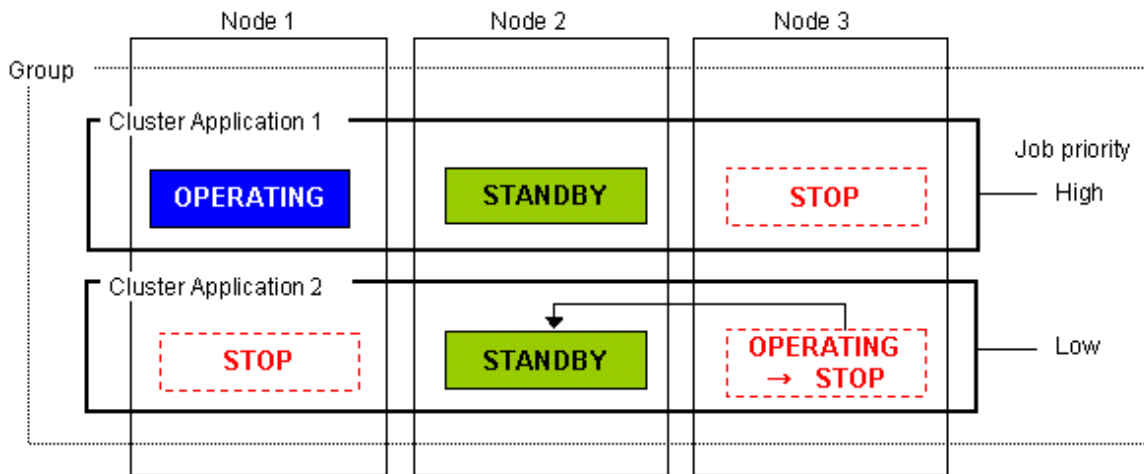 Node 1
Node 2
Node 3
Group
Cluster Application 1
Job priority
OPERATING
STANDBY
STOP
High
Cluster Application 2
STOP
STANDBY
OPERATING
→ STOP
Low